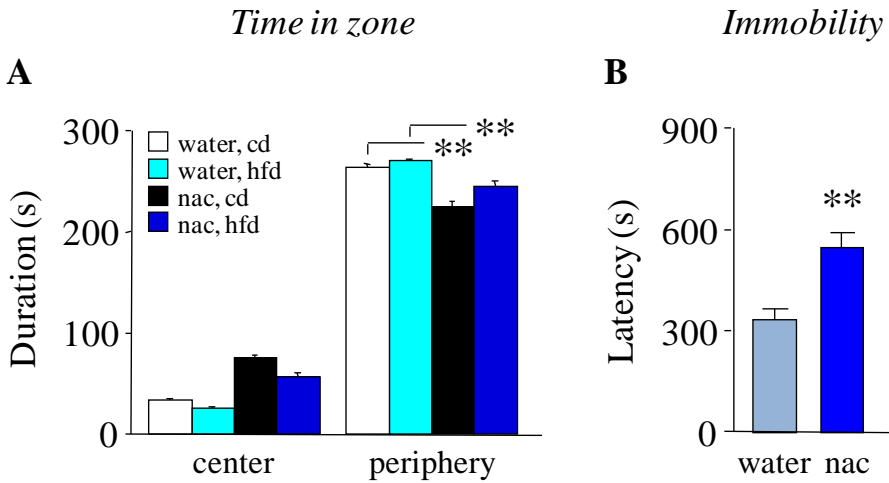 Time in zone
A
Duration (s)
300
200
100
0
water, cd
water, hfd
nac, cd
nac, hfd
**
**
center periphery
Immobility
B
Latency (s)
900
600
300
0
**
water nac